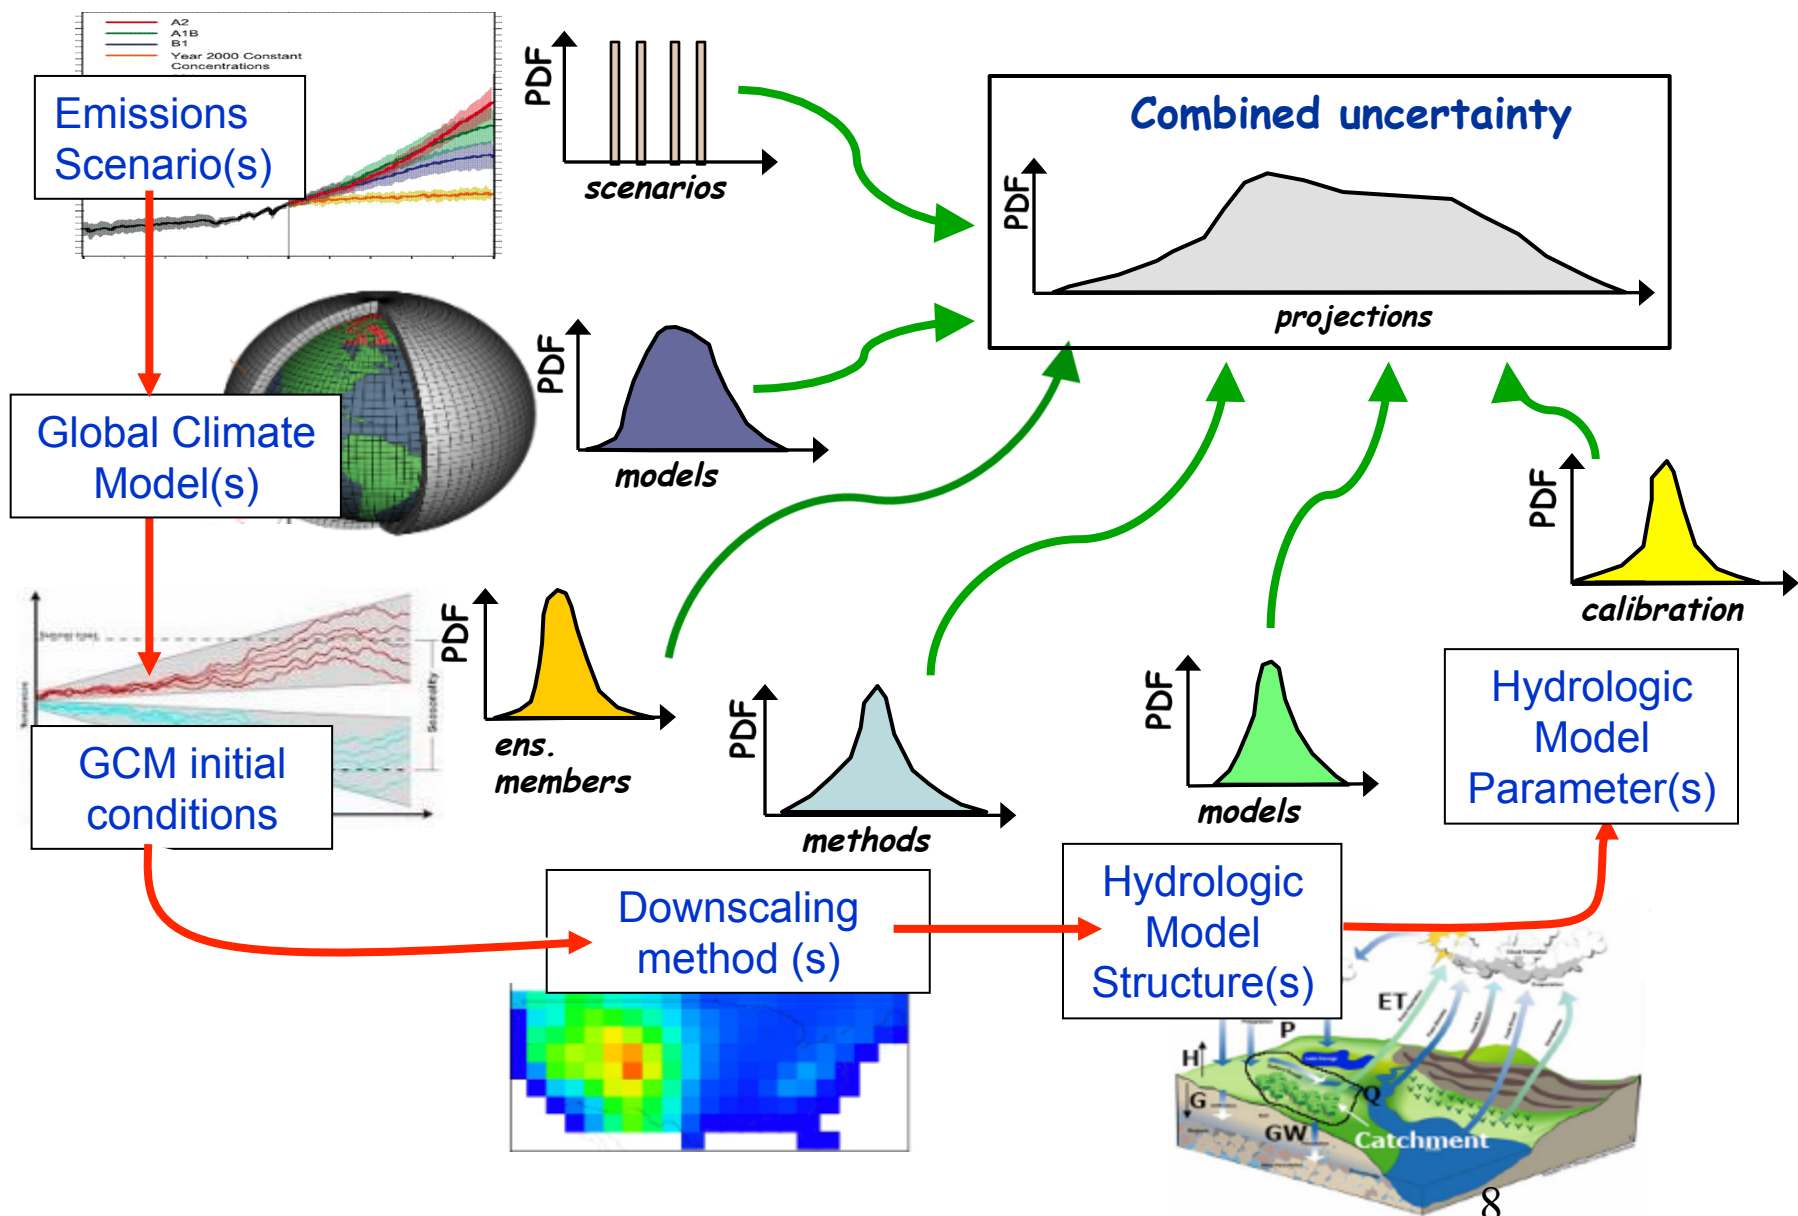 A2
A1B
B1
Year 2000 Constant
Concentrations
Emissions
Scenario(s)
PDF
scenarios
Combined uncertainty
PDF
projections
Global Climate
Model(s)
PDF
models
PDF
calibration
GCM initial
conditions
Seasonality
PDF
ens.
members
PDF
methods
PDF
models
Hydrologic
Model
Parameter(s)
Downscaling
method (s)
Hydrologic
Model
Structure(s)
ET
P
H
G
Q
GW
Catchment
8